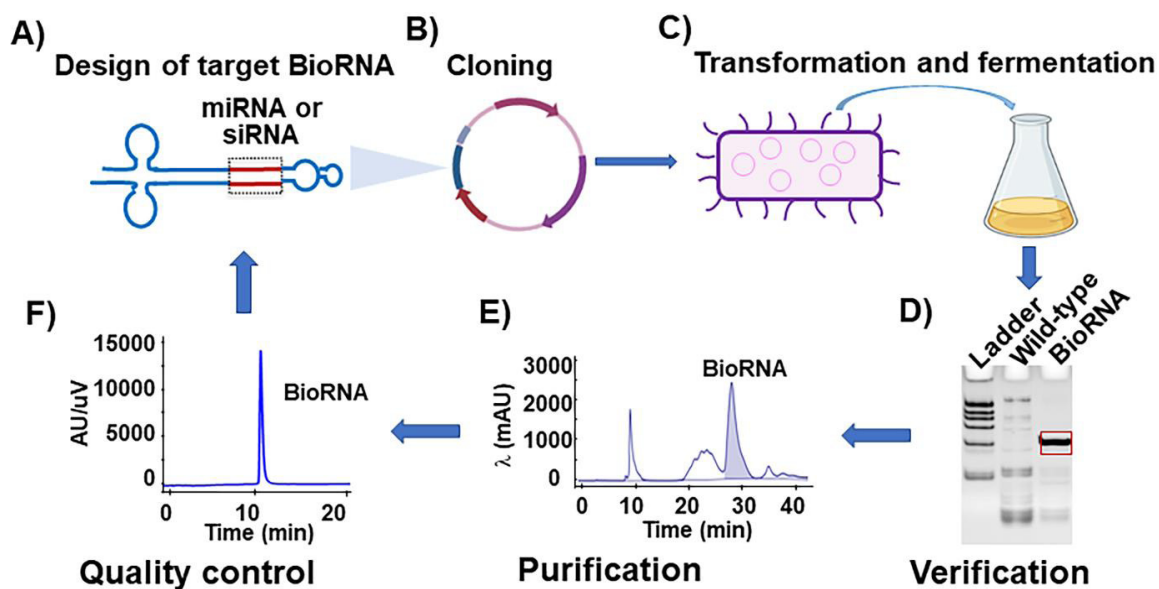 A)
Design of target BioRNA
miRNA or
siRNA
B)
Cloning
C)
Transformation and fermentation
D)
Ladder
Wild-type
BioRNA
Verification
E)
λ (mAU)
3000
2000
1000
0
BioRNA
0 10 20 30 40
Time (min)
Purification
F)
AU/uV
15000
10000
5000
0
BioRNA
0 10 20
Time (min)
Quality control